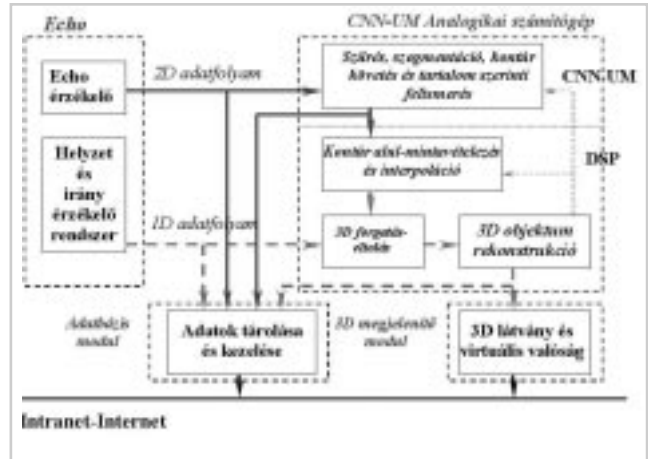 Echo
CNN-UM Analogikai számítógép
Echo
érzékelő
2D adatfolyam
Szűrés, szegmentáció, kontúr
követés és tartalom szerinti
felismerés
CNN-UM
Helyzet
és
irány
érzékelő
rendszer
Kontúr alul-mintavételezés
és interpoláció
DSP
1D adatfolyam
3D forgatás-
eltolás
3D objektum
rekonstrukció
Adatbázis
modul
Adatok tárolása
és kezelése
3D megjelenítő
modul
3D látvány és
virtuális valóság
Intranet-Internet